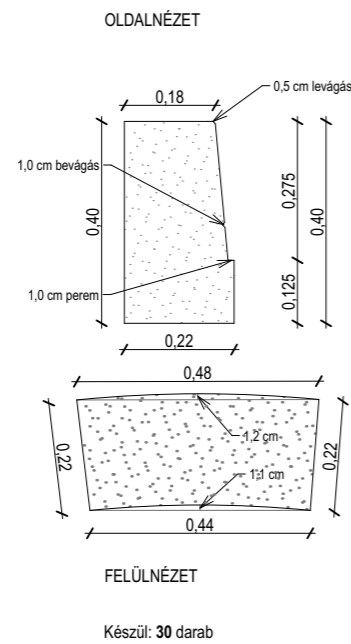 OLDALNÉZET
0,5 cm levágás
0,18
1,0 cm bevágás
0,40
0,275
0,40
0,125
1,0 cm perem
0,22
0,48
0,22
1,2 cm
0,22
1,1 cm
0,44
FELÜLNÉZET
Készül: 30 darab